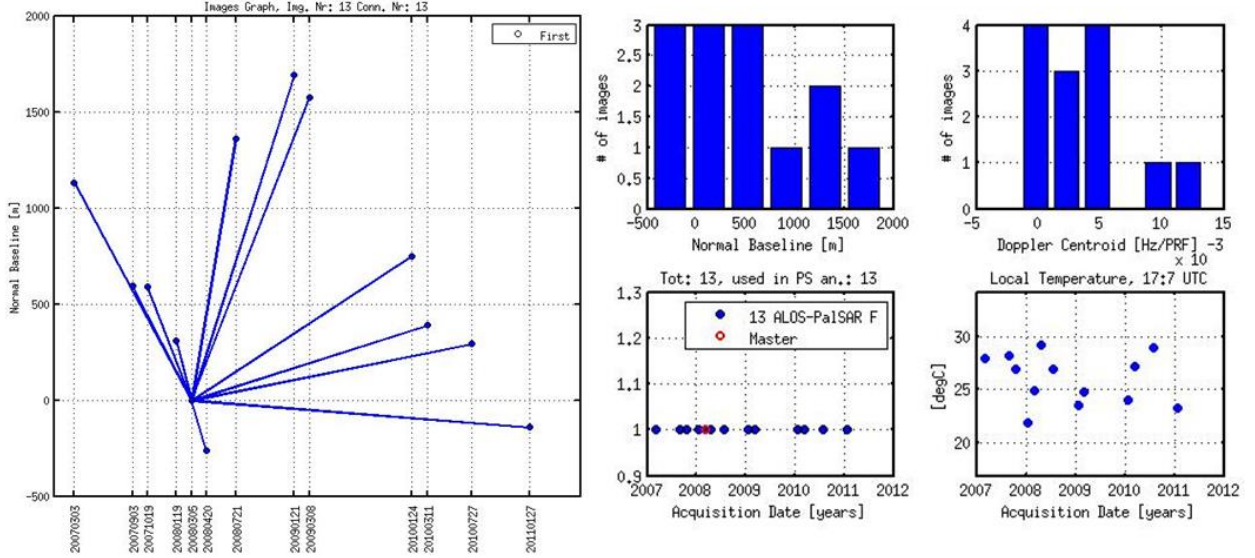 Images Graph, Img. Nr: 13 Conn. Nr: 13
First
2000
1500
1000
500
0
-500
Normal Baseline [m]
20070303
20070903
20071019
20080119
20080305
20080420
20080721
20090121
20090308
20100124
20100311
20100727
20110127
3
2.5
2
1.5
1
0.5
0
# of images
-500 0 500 1000 1500 2000
Normal Baseline [m]
4
3
2
1
0
# of images
-5 0 5 10 15
Doppler Centroid [Hz/PRF] -3
x 10
Tot: 13, used in PS an.: 13
13 ALOS-PalSAR F
Master
1.3
1.2
1.1
1
0.9
2007 2008 2009 2010 2011 2012
Acquisition Date [years]
Local Temperature, 17:7 UTC
30
25
20
[degC]
2007 2008 2009 2010 2011 2012
Acquisition Date [years]